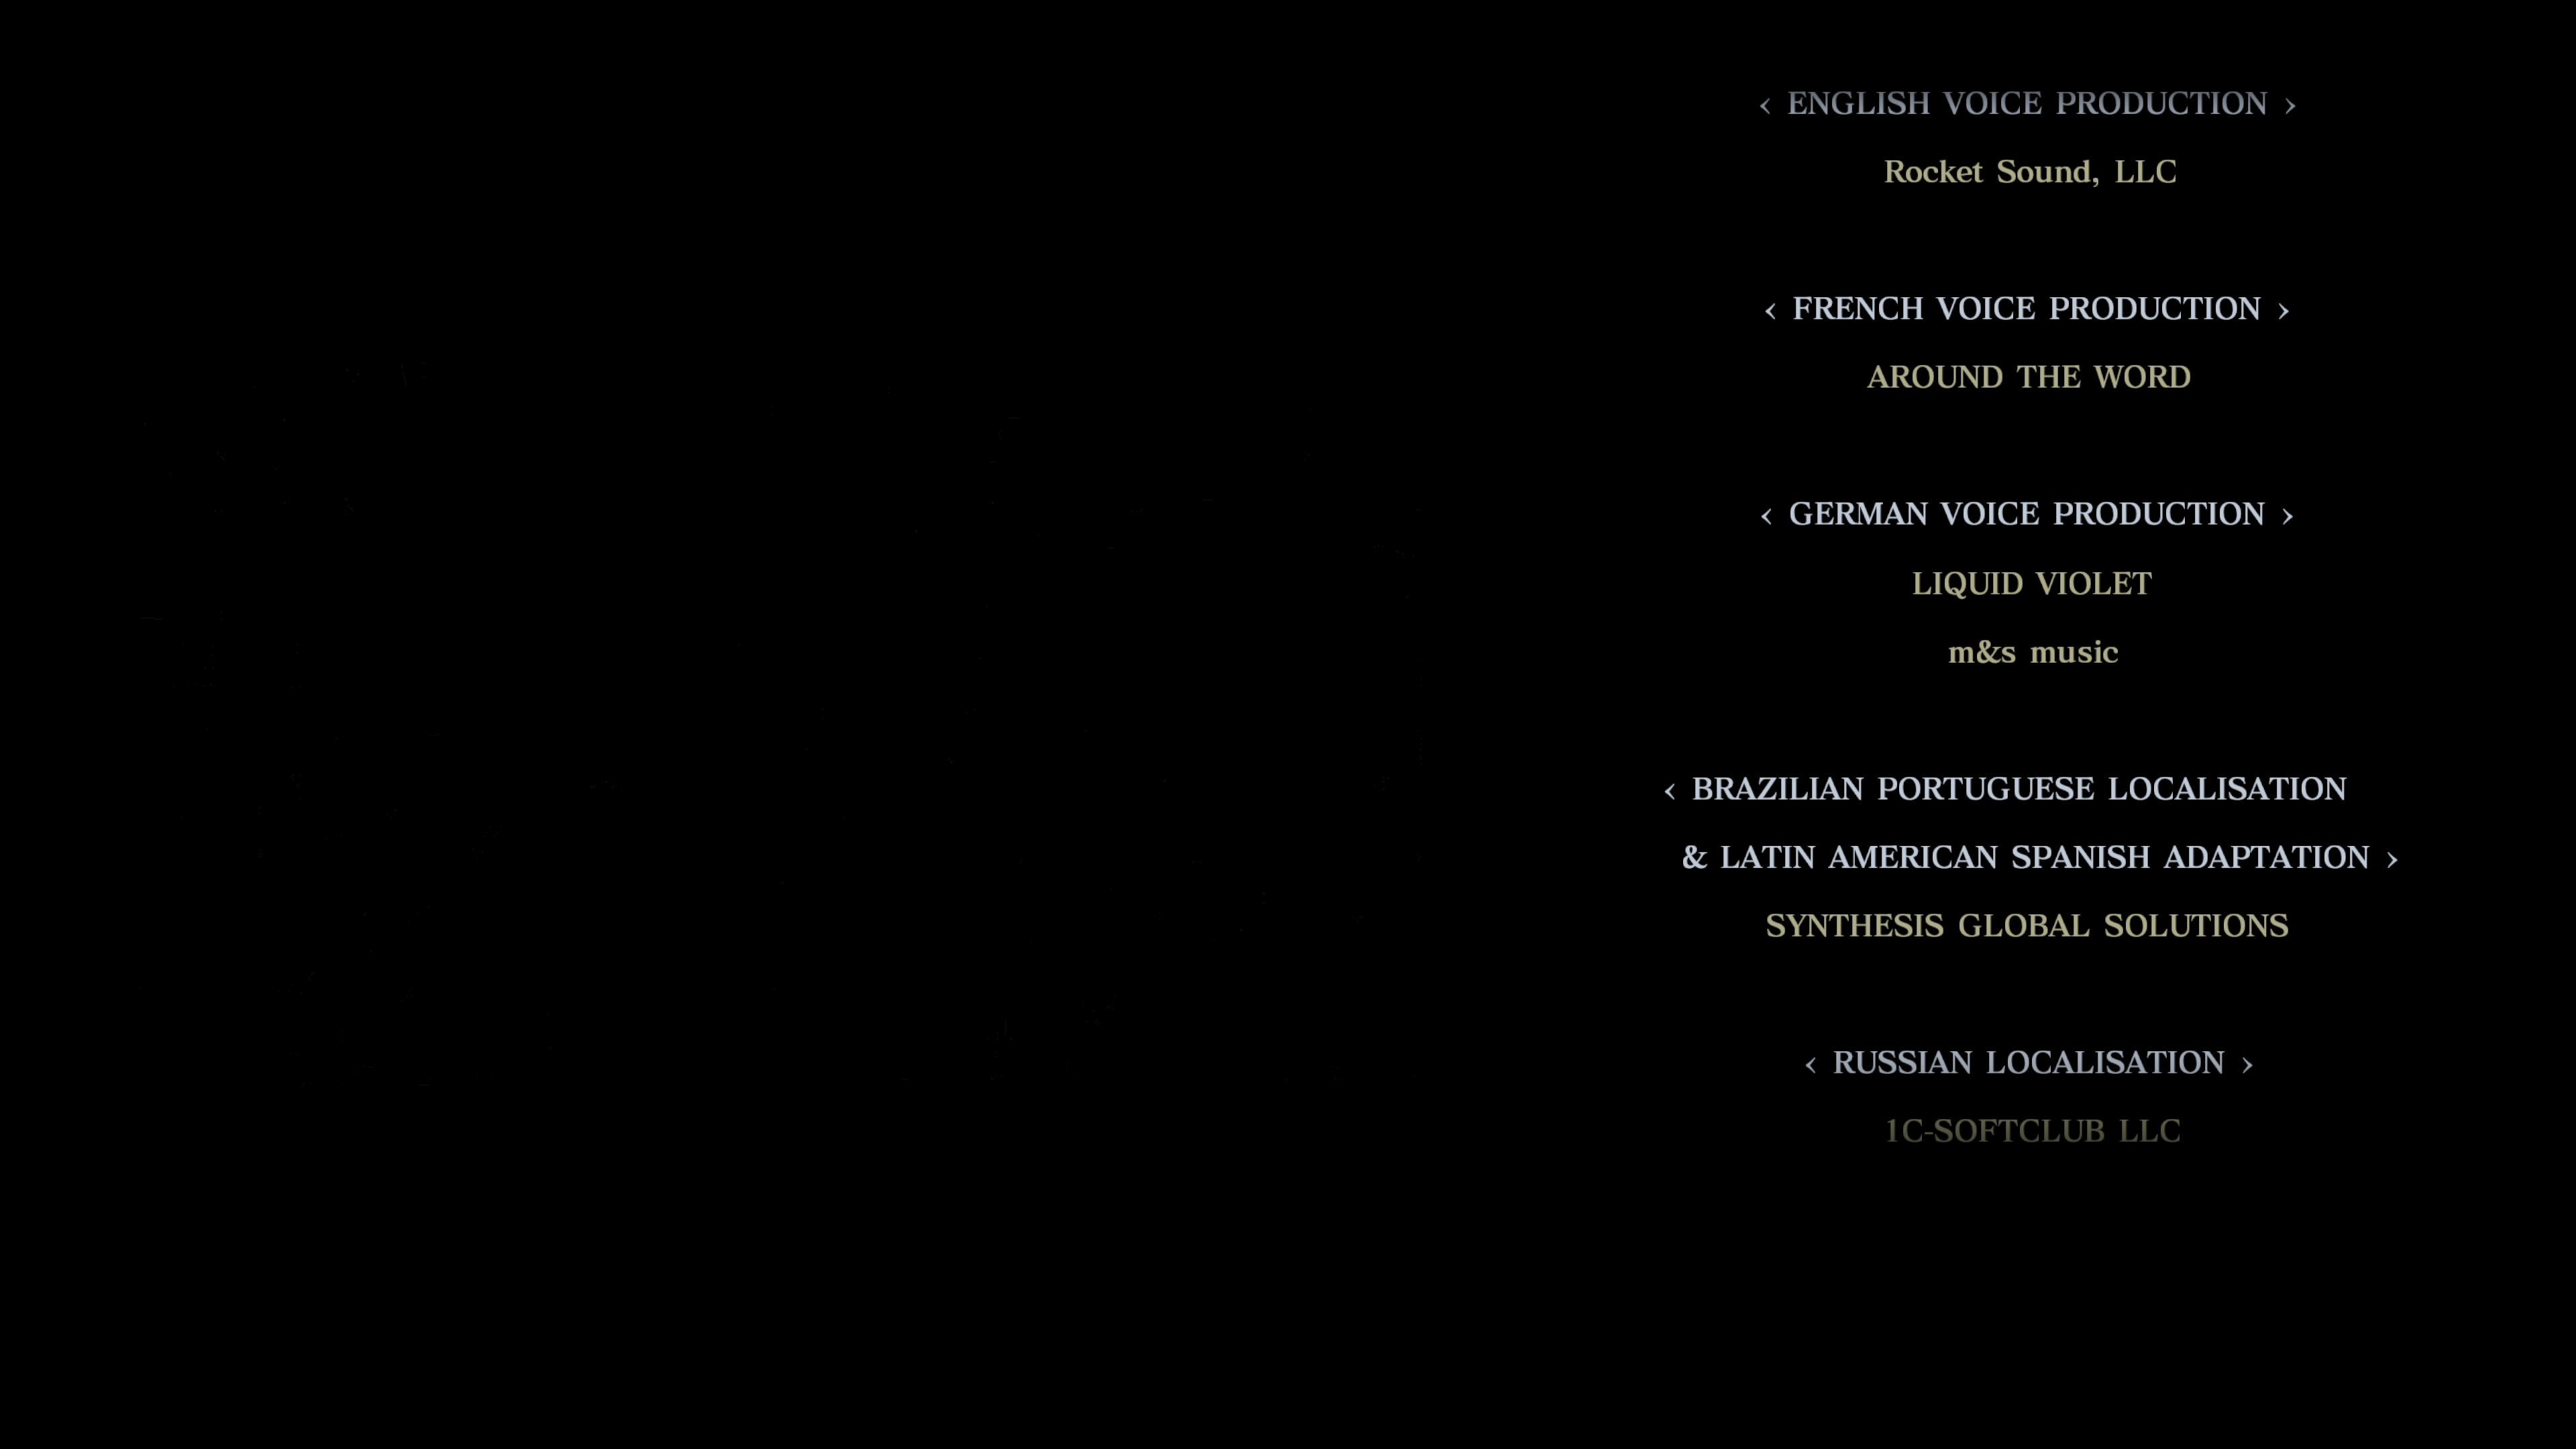 ‹ ENGLISH VOICE PRODUCTION ›
Rocket Sound, LLC
‹ FRENCH VOICE PRODUCTION ›
AROUND THE WORD
‹ GERMAN VOICE PRODUCTION ›
LIQUID VIOLET
m&s music
‹ BRAZILIAN PORTUGUESE LOCALISATION
& LATIN AMERICAN SPANISH ADAPTATION ›
SYNTHESIS GLOBAL SOLUTIONS
‹ RUSSIAN LOCALISATION ›
1C-SOFTCLUB LLC